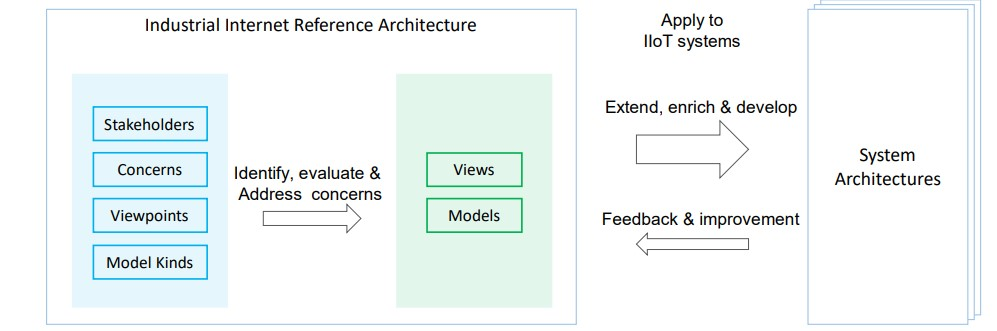 Industrial Internet Reference Architecture
Stakeholders
Concerns
Viewpoints
Model Kinds
Identify, evaluate &
Address concerns
Views
Models
Apply to
IIoT systems
Extend, enrich & develop
Feedback & improvement
System
Architectures